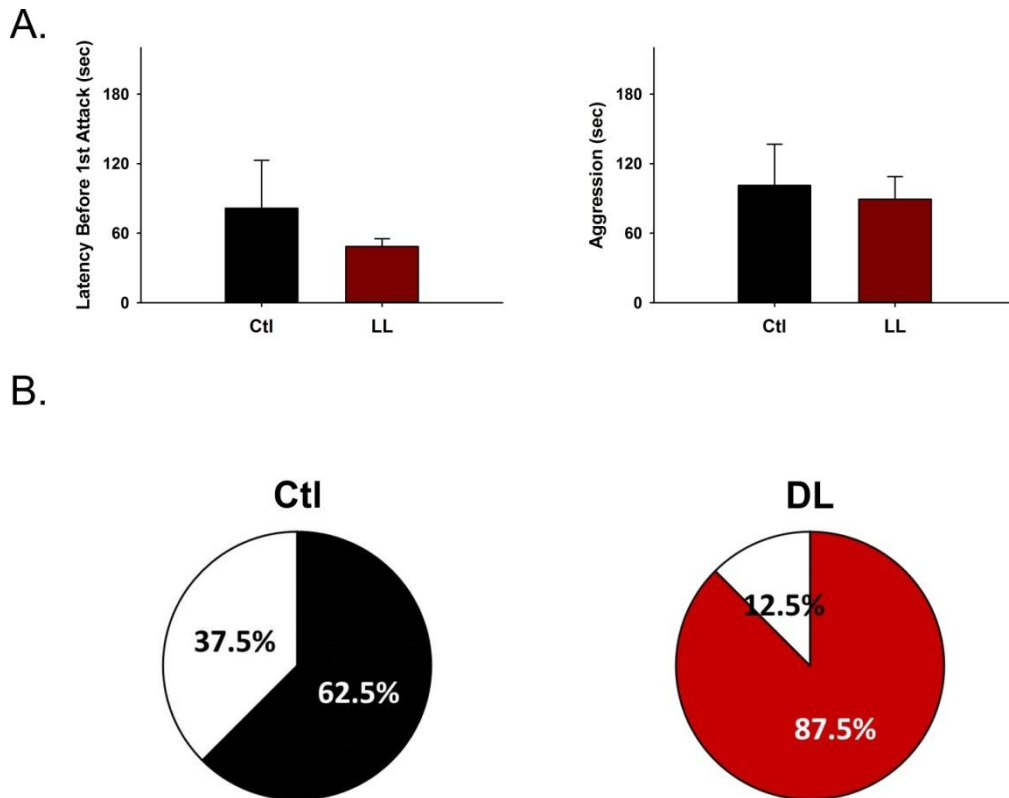 A.
Latency Before 1st Attack (sec)
180
120
60
0
Ctl
LL
Aggression (sec)
180
120
60
0
Ctl
LL
B.
Ctl
37.5%
62.5%
DL
12.5%
87.5%